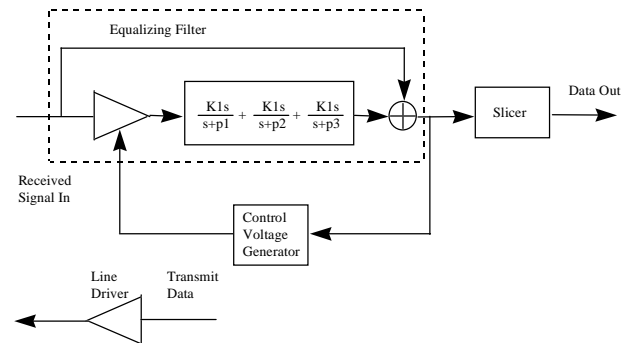 Equalizing Filter
K1s/s+p1 + K1s/s+p2 + K1s/s+p3
Slicer
Data Out
Received
Signal In
Control
Voltage
Generator
Line
Driver
Transmit
Data